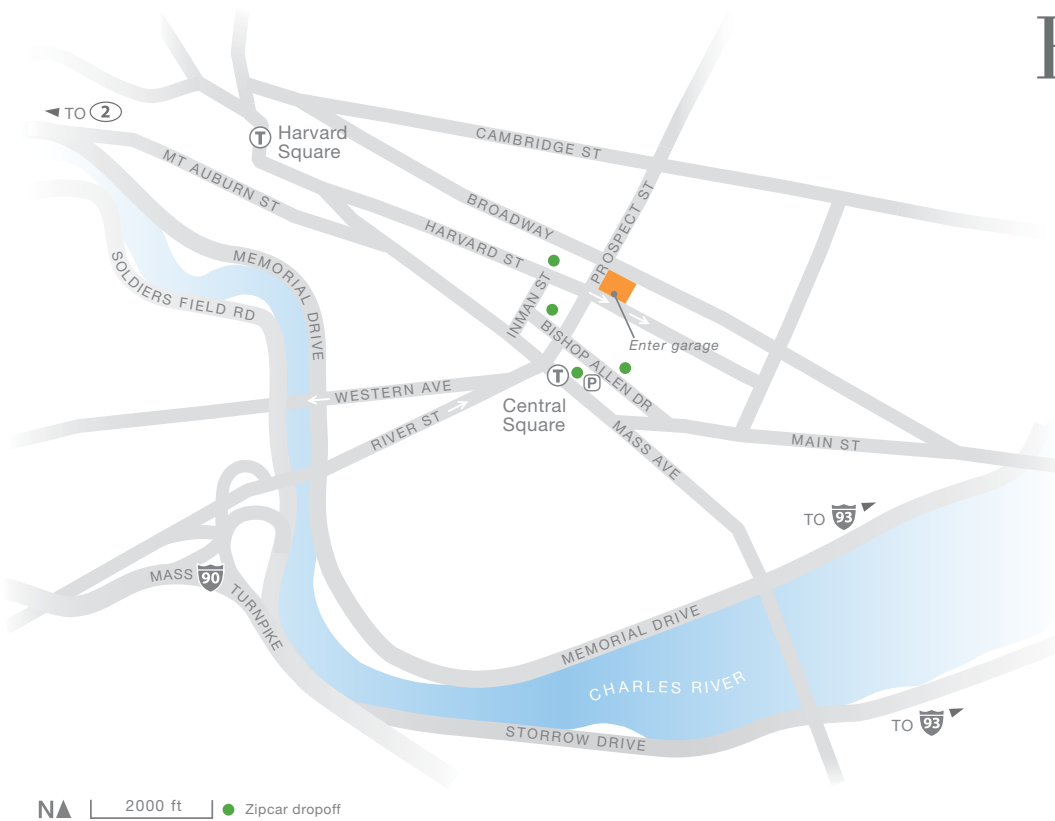 TO 2
Harvard
Square
CAMBRIDGE ST
MT AUBURN ST
PROSPECT ST
BROADWAY
HARVARD ST
MEMORIAL DRIVE
SOLDIERS FIELD RD
INMAN ST
BISHOP ALLEN DR
Enter garage
WESTERN AVE
T
T
P
Central
Square
RIVER ST
MASS AVE
MAIN ST
TO 93
MASS 90
TURNPIKE
MEMORIAL DRIVE
CHARLES RIVER
TO 93
STORROW DRIVE
N
2000 ft
Zipcar dropoff